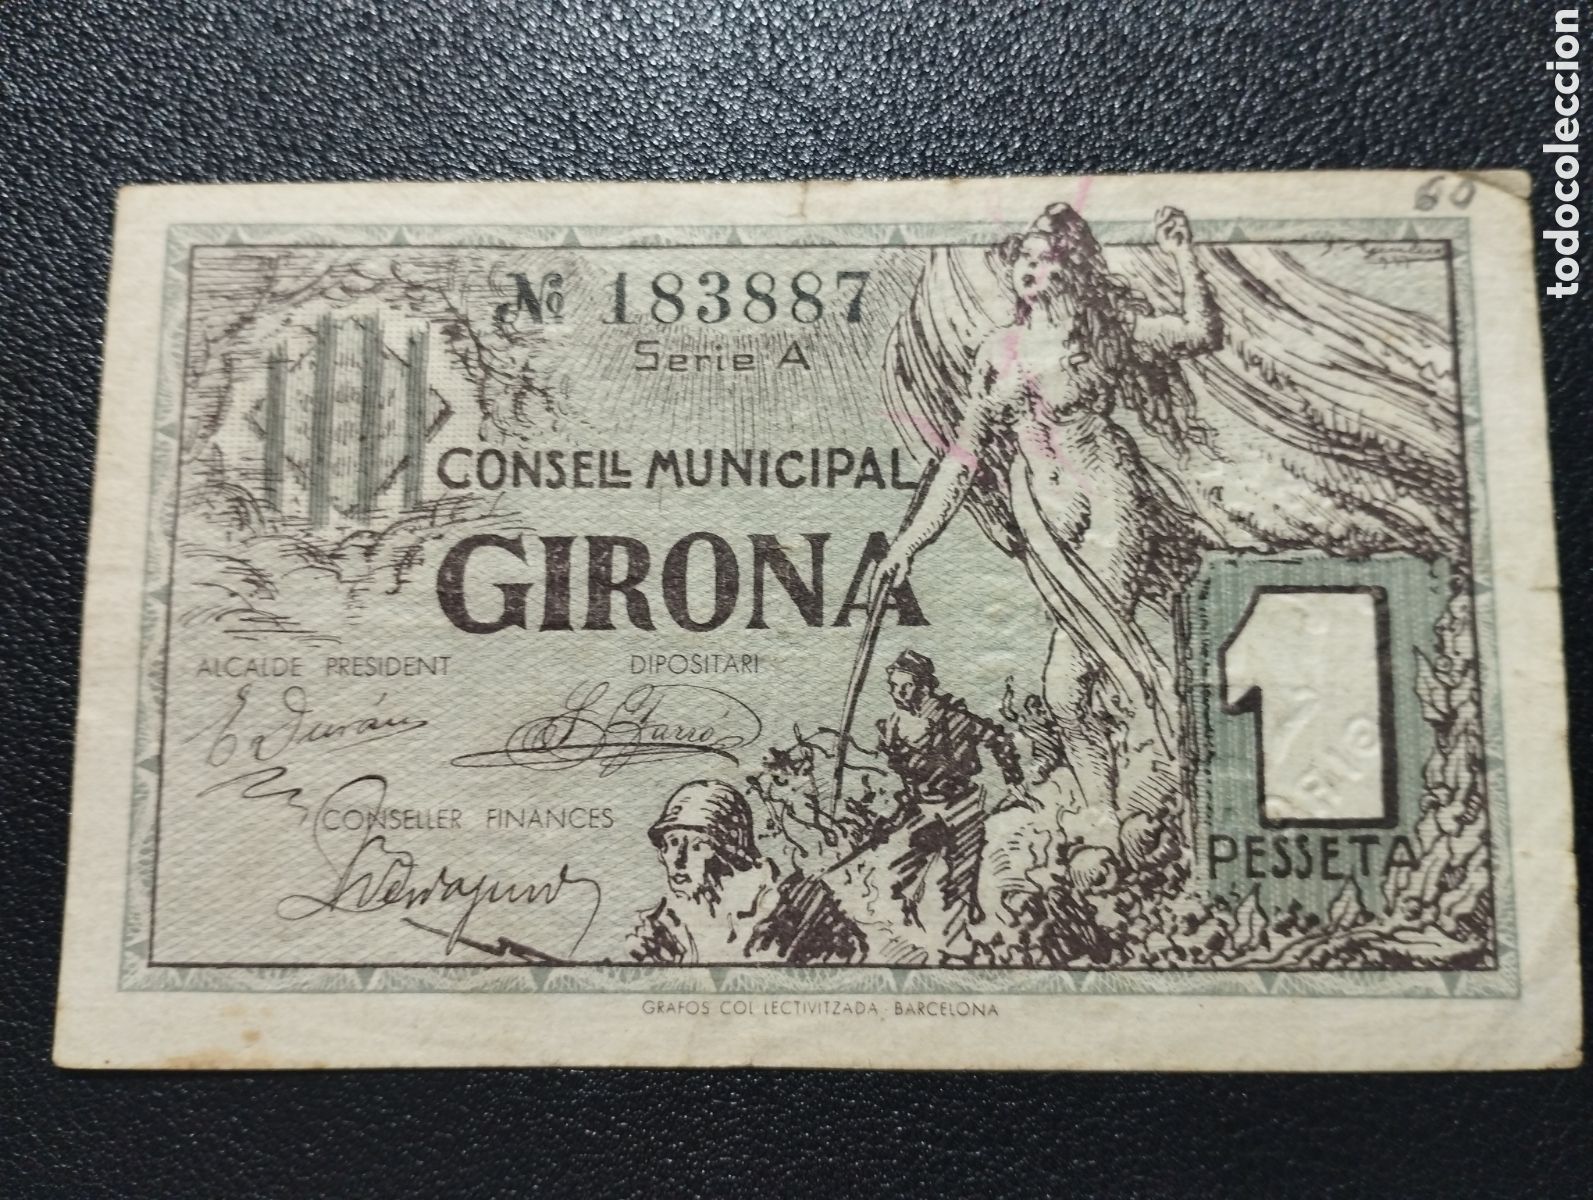 todocoleccion
60
Nº 183887
Serie A
CONSELL MUNICIPAL
GIRONA
ALCALDE PRESIDENT
DIPOSITARI
E. Durán
CONSELLER FINANCES
1
PESSETA
GRAFOS COL·LECTIVITZADA - BARCELONA